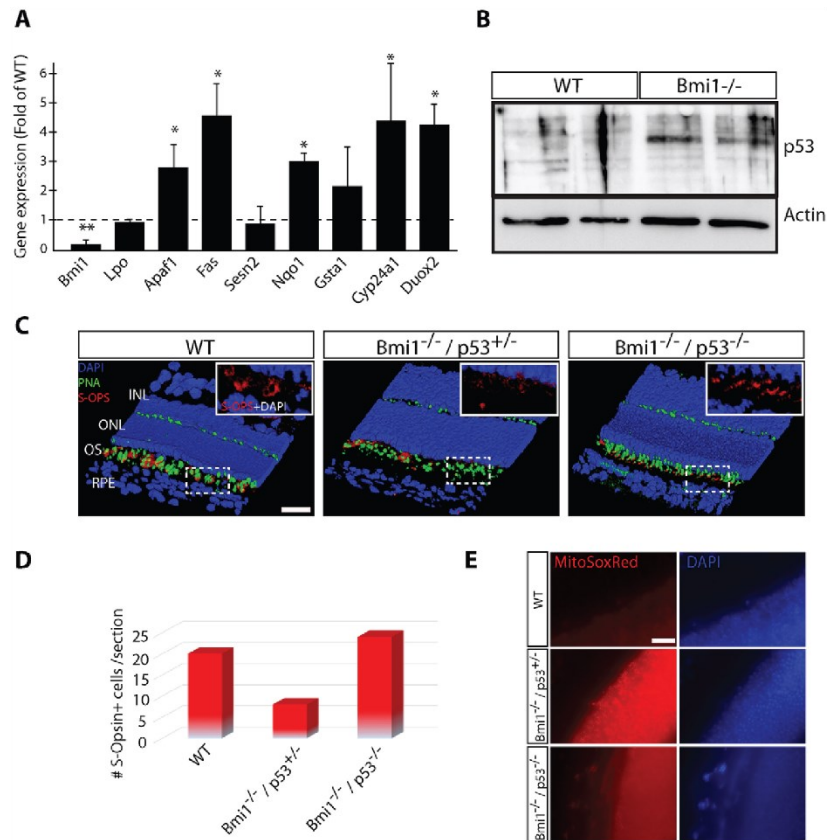 A
Gene expression (Fold of WT)
6
5
4
3
2
1
0
**
*
*
*
*
*
Bmi1
Lpo
Apaf1
Fas
Sesn2
Nqo1
Gsta1
Cyp24a1
Duox2
B
WT
Bmi1-/-
p53
Actin
C
WT
Bmi1-/- / p53+/-
Bmi1-/- / p53-/-
DAPI
PNA
S-OPS
INL
ONL
OS
RPE
S-OPS+DAPI
D
# S-Opsin+ cells /section
25
20
15
10
5
0
WT
Bmi1-/- / p53+/-
Bmi1-/- / p53-/-
E
MitoSoxRed
DAPI
WT
Bmi1-/- / p53+/-
Bmi1-/- / p53-/-